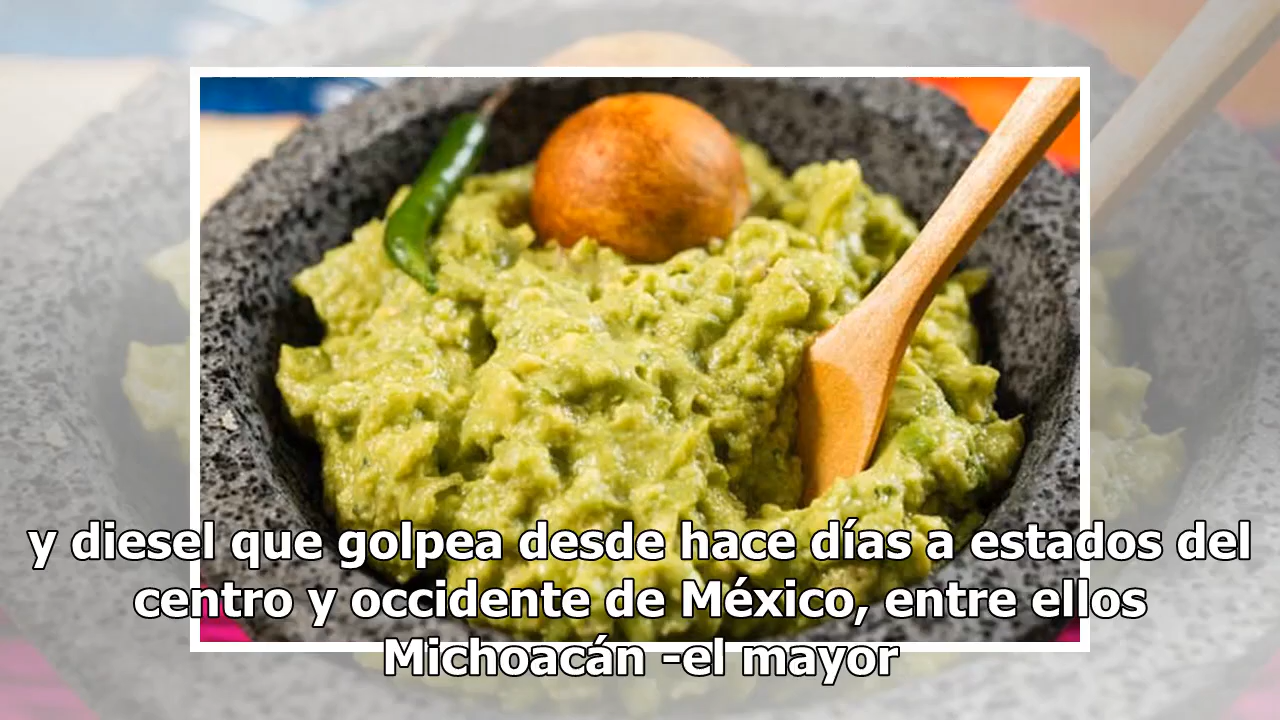 y diesel que golpea desde hace días a estados del
centro y occidente de México, entre ellos
Michoacán -el mayor